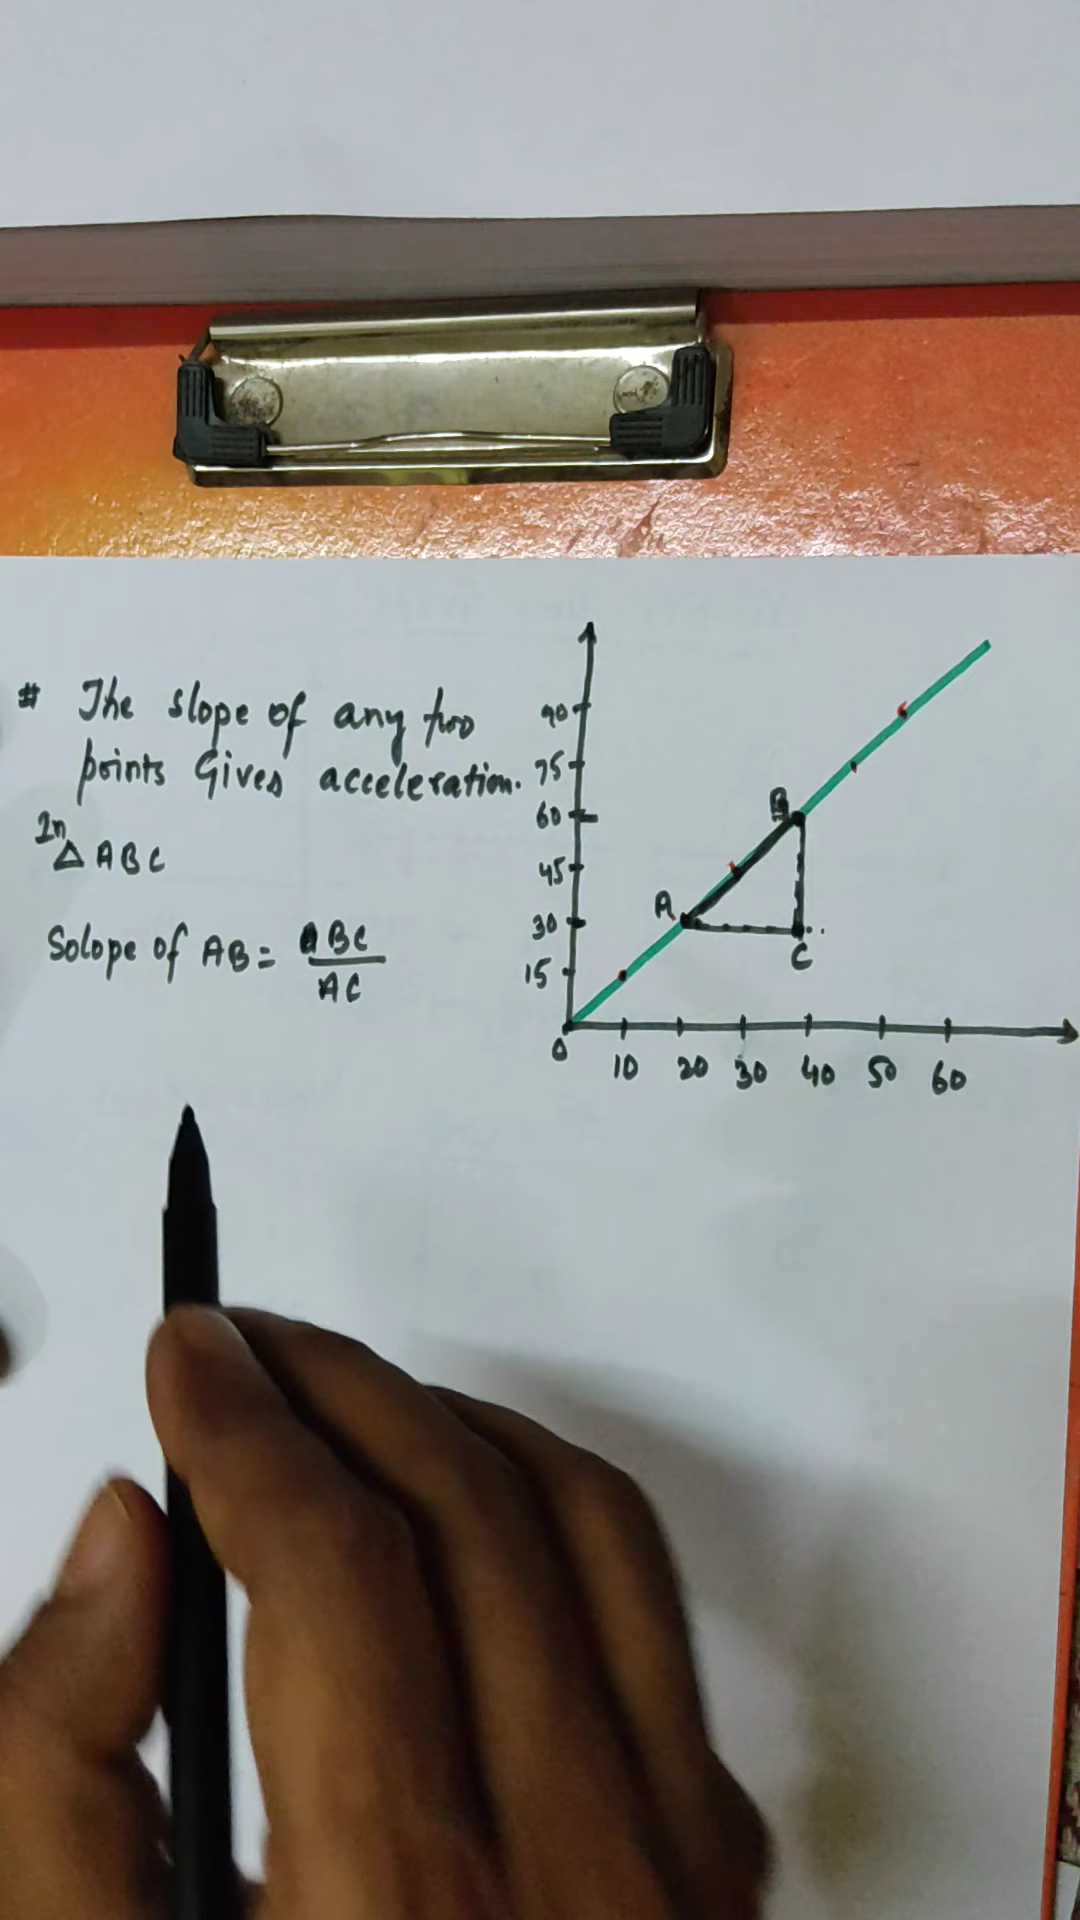 # The slope of any two
points Gives acceleration.
In
△ ABC
Solope of AB = BC
AC
90
75
60
45
30
15
0
10 20 30 40 50 60
A
B
C